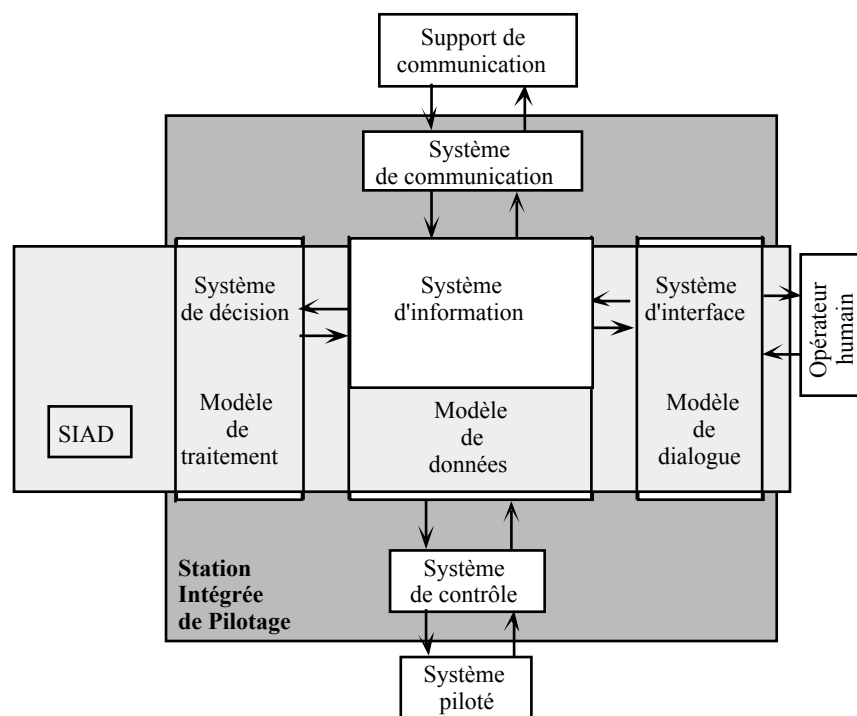 Support de
communication
Système
de communication
Système
de décision
Système
d'information
Système
d'interface
Opérateur
humain
SIAD
Modèle
de
traitement
Modèle
de
données
Modèle
de
dialogue
Station
Intégrée
de Pilotage
Système
de contrôle
Système
piloté